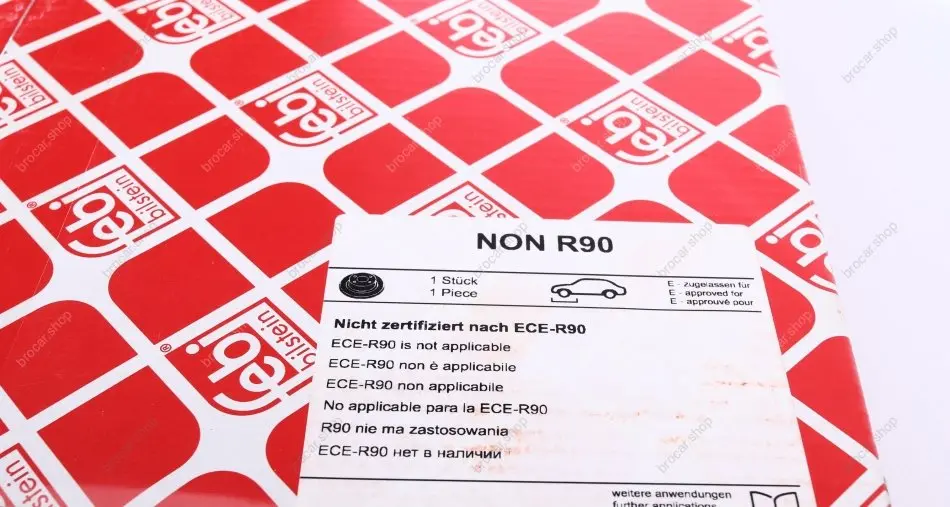 febi
bilstein
®
NON R90
1 Stück
1 Piece
E - zugelassen für
E - approved for
E - approuvé pour
Nicht zertifiziert nach ECE-R90
ECE-R90 is not applicable
ECE-R90 non è applicabile
ECE-R90 non applicabile
No applicable para la ECE-R90
R90 nie ma zastosowania
ECE-R90 нет в наличии
weitere anwendungen
further applications
brocar.shop